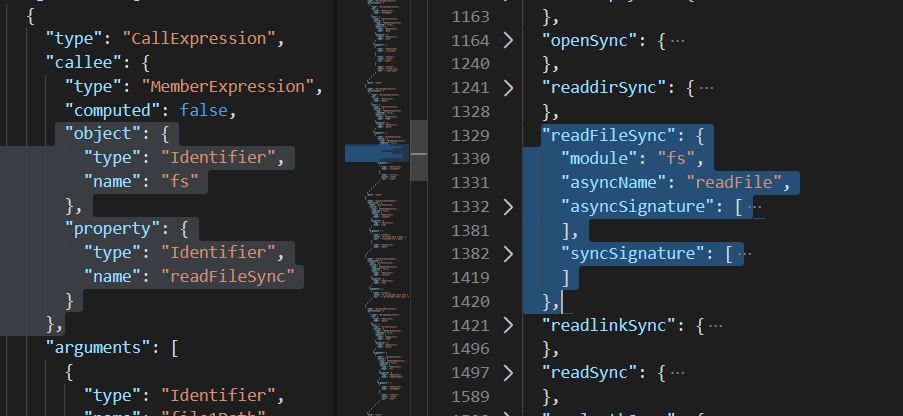 {
"type": "CallExpression",
"callee": {
"type": "MemberExpression",
"computed": false,
"object": {
"type": "Identifier",
"name": "fs"
},
"property": {
"type": "Identifier",
"name": "readFileSync"
}
},
"arguments": [
{
"type": "Identifier",
1163 },
1164 > "openSync": { ···
1240 },
1241 > "readdirSync": { ···
1328 },
1329 "readFileSync": {
1330 "module": "fs",
1331 "asyncName": "readFile",
1332 > "asyncSignature": [ ···
1381 ],
1382 > "syncSignature": [ ···
1419 ]
1420 },
1421 > "readlinkSync": { ···
1496 },
1497 > "readSync": { ···
1589 },